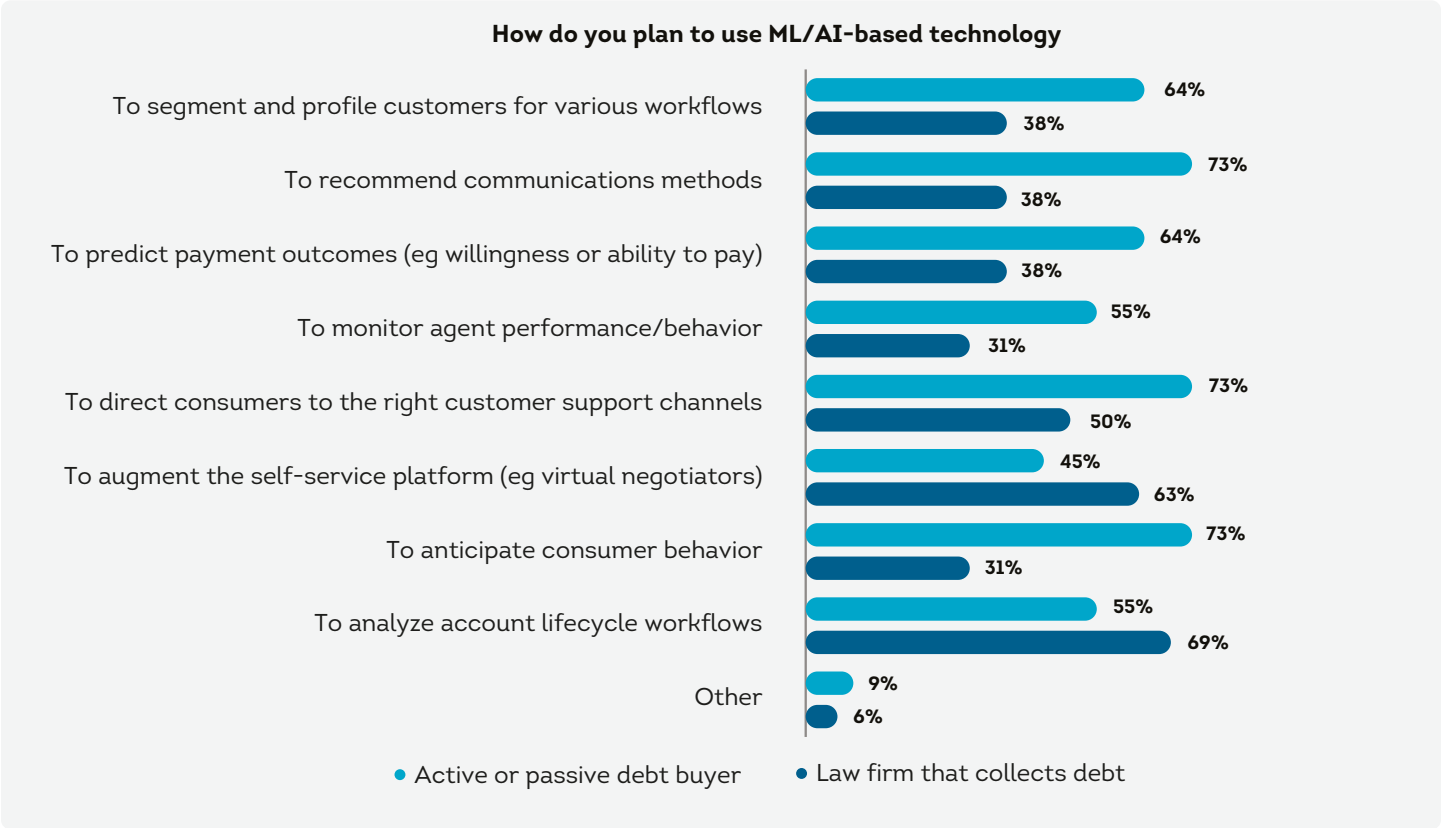 How do you plan to use ML/AI-based technology
To segment and profile customers for various workflows
64%
38%
To recommend communications methods
73%
38%
To predict payment outcomes (eg willingness or ability to pay)
64%
38%
To monitor agent performance/behavior
55%
31%
To direct consumers to the right customer support channels
73%
50%
To augment the self-service platform (eg virtual negotiators)
45%
63%
To anticipate consumer behavior
73%
31%
To analyze account lifecycle workflows
55%
69%
Other
9%
6%
Active or passive debt buyer
Law firm that collects debt